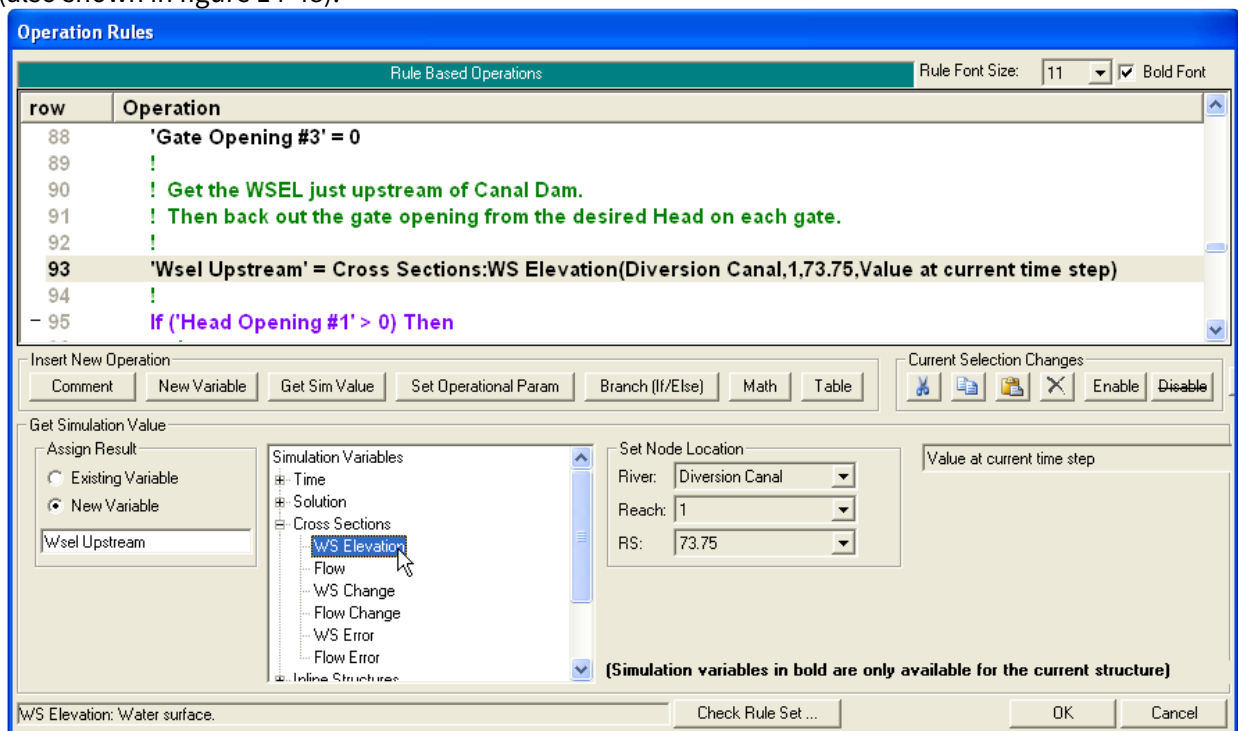 (also shown in figure 14-48).
Operation Rules
Rule Based Operations
Rule Font Size: 11 Bold Font
row Operation
88 'Gate Opening #3' = 0
89 !
90 ! Get the WSEL just upstream of Canal Dam.
91 ! Then back out the gate opening from the desired Head on each gate.
92 !
93 'Wsel Upstream' = Cross Sections:WS Elevation(Diversion Canal,1,73.75,Value at current time step)
94 !
95 If ('Head Opening #1' > 0) Then
Insert New Operation
Comment New Variable Get Sim Value Set Operational Param Branch (If/Else) Math Table
Current Selection Changes
Enable Disable
Get Simulation Value
Assign Result
Existing Variable
New Variable
Wsel Upstream
Simulation Variables
Time
Solution
Cross Sections
WS Elevation
Flow
WS Change
Flow Change
WS Error
Flow Error
Inline Structures
Set Node Location
River: Diversion Canal
Reach: 1
RS: 73.75
Value at current time step
(Simulation variables in bold are only available for the current structure)
WS Elevation: Water surface.
Check Rule Set ...
OK Cancel